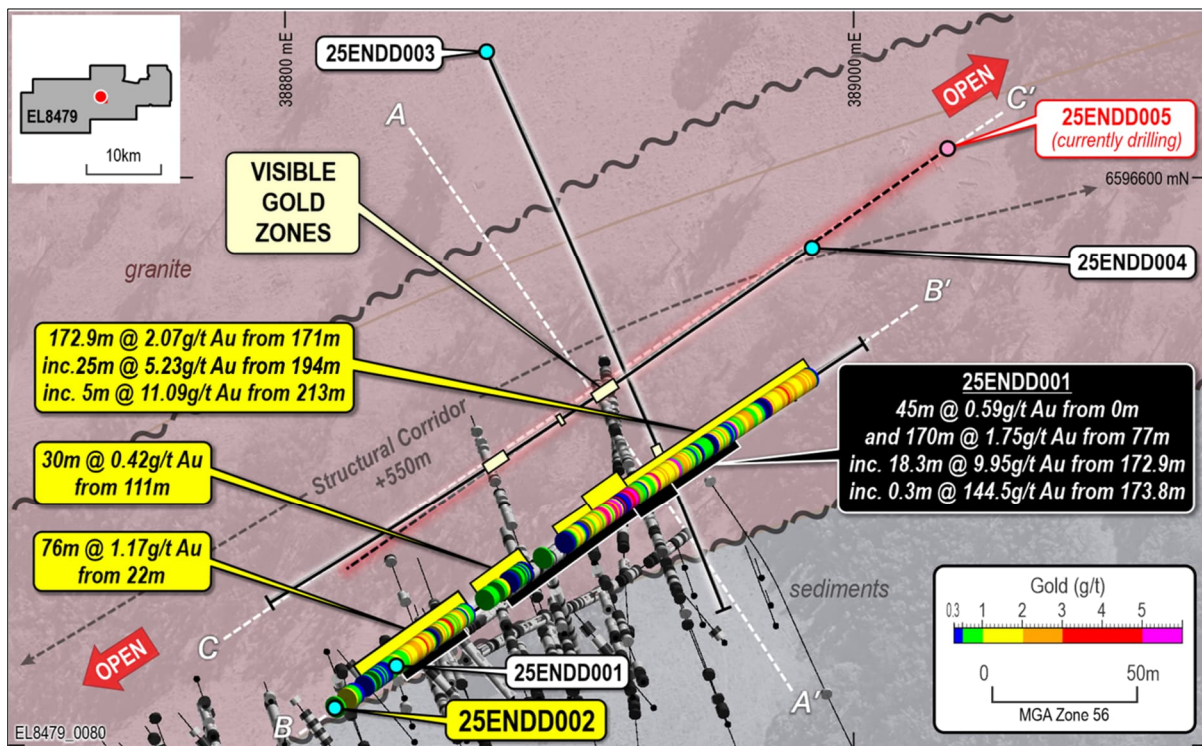 388800 mE
389000 mE
25ENDD003
OPEN
C'
25ENDD005
(currently drilling)
EL8479
10km
A
VISIBLE
GOLD
ZONES
6596600 mN
granite
25ENDD004
B'
172.9m @ 2.07g/t Au from 171m
inc.25m @ 5.23g/t Au from 194m
inc. 5m @ 11.09g/t Au from 213m
25ENDD001
45m @ 0.59g/t Au from 0m
and 170m @ 1.75g/t Au from 77m
inc. 18.3m @ 9.95g/t Au from 172.9m
inc. 0.3m @ 144.5g/t Au from 173.8m
Structural Corridor
+550m
30m @ 0.42g/t Au
from 111m
76m @ 1.17g/t Au
from 22m
sediments
Gold (g/t)
0.3 1 2 3 4 5
0 50m
MGA Zone 56
OPEN
C
25ENDD001
25ENDD002
B
A'
EL8479_0080